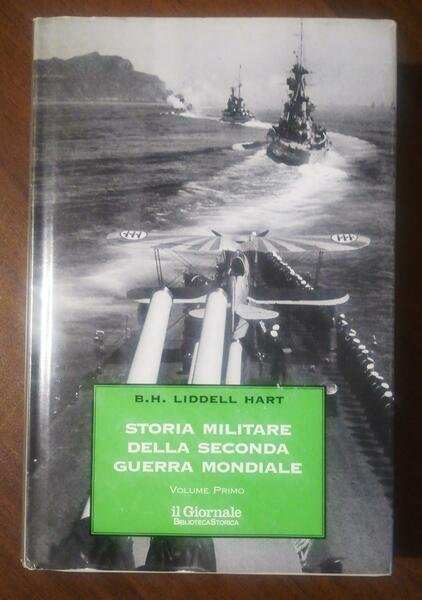 B.H. LIDDELL HART
STORIA MILITARE
DELLA SECONDA
GUERRA MONDIALE
VOLUME PRIMO
il Giornale
BIBLIOTECA STORICA